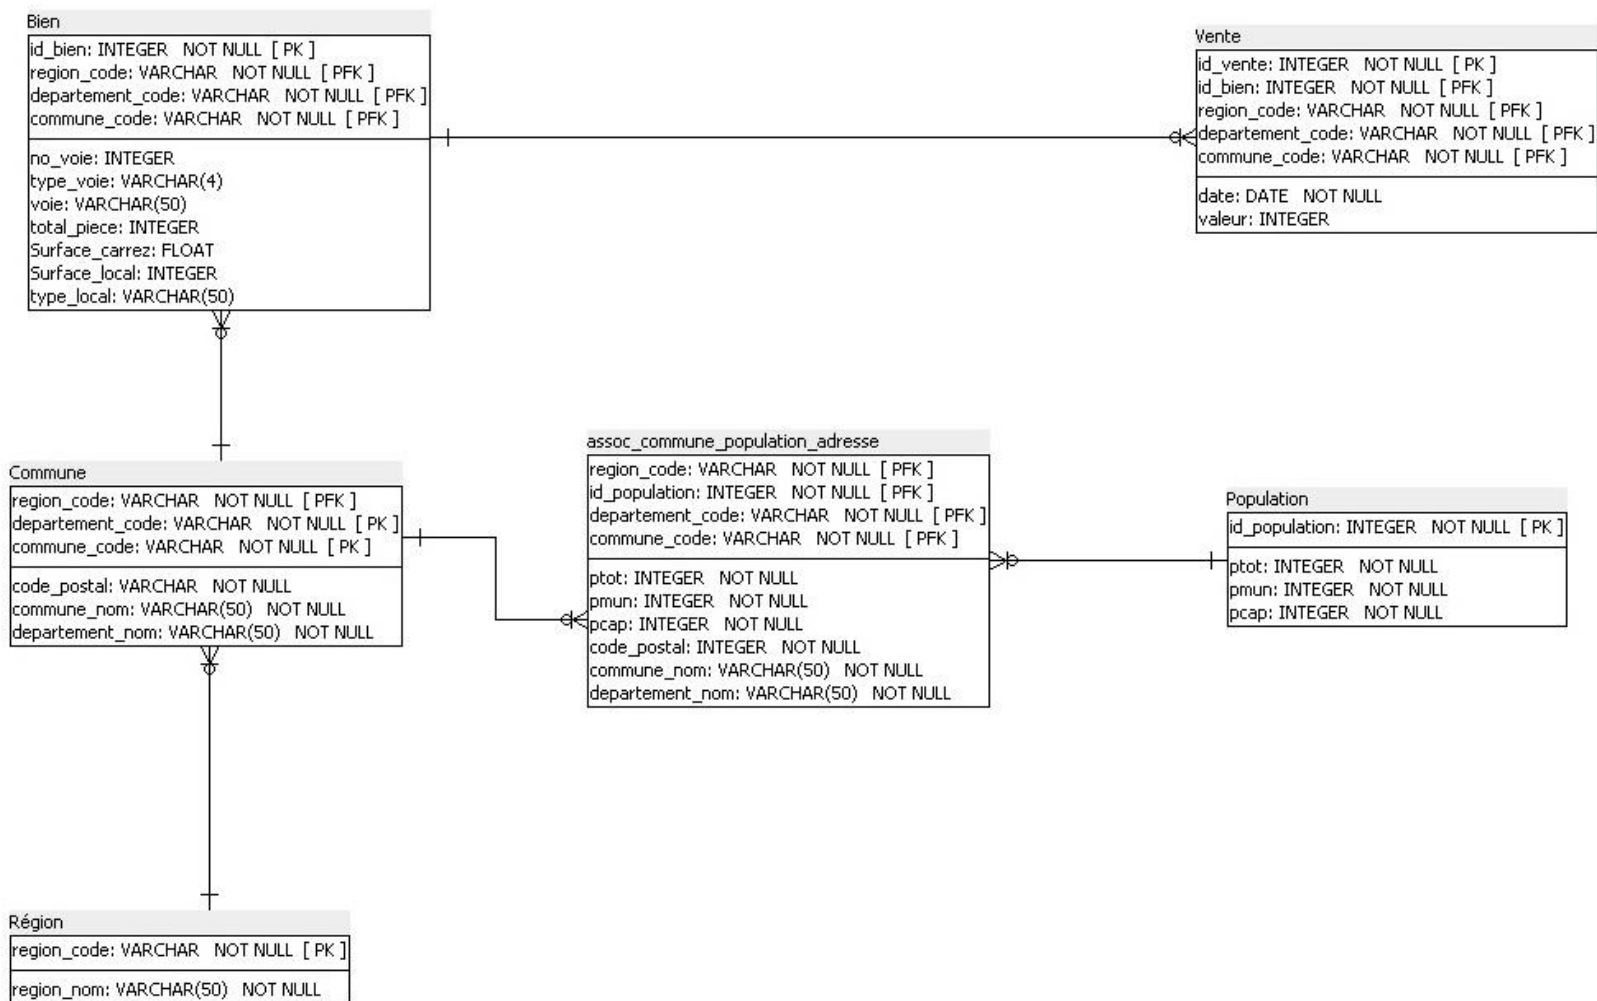 Bien
id_bien: INTEGER NOT NULL [ PK ]
region_code: VARCHAR NOT NULL [ PFK ]
departement_code: VARCHAR NOT NULL [ PFK ]
commune_code: VARCHAR NOT NULL [ PFK ]
no_voie: INTEGER
type_voie: VARCHAR(4)
voie: VARCHAR(50)
total_piece: INTEGER
Surface_carrez: FLOAT
Surface_local: INTEGER
type_local: VARCHAR(50)
Vente
id_vente: INTEGER NOT NULL [ PK ]
id_bien: INTEGER NOT NULL [ PFK ]
region_code: VARCHAR NOT NULL [ PFK ]
departement_code: VARCHAR NOT NULL [ PFK ]
commune_code: VARCHAR NOT NULL [ PFK ]
date: DATE NOT NULL
valeur: INTEGER
Commune
region_code: VARCHAR NOT NULL [ PFK ]
departement_code: VARCHAR NOT NULL [ PK ]
commune_code: VARCHAR NOT NULL [ PK ]
code_postal: VARCHAR NOT NULL
commune_nom: VARCHAR(50) NOT NULL
departement_nom: VARCHAR(50) NOT NULL
assoc_commune_population_adresse
region_code: VARCHAR NOT NULL [ PFK ]
id_population: INTEGER NOT NULL [ PFK ]
departement_code: VARCHAR NOT NULL [ PFK ]
commune_code: VARCHAR NOT NULL [ PFK ]
ptot: INTEGER NOT NULL
pmun: INTEGER NOT NULL
pcap: INTEGER NOT NULL
code_postal: INTEGER NOT NULL
commune_nom: VARCHAR(50) NOT NULL
departement_nom: VARCHAR(50) NOT NULL
Population
id_population: INTEGER NOT NULL [ PK ]
ptot: INTEGER NOT NULL
pmun: INTEGER NOT NULL
pcap: INTEGER NOT NULL
Région
region_code: VARCHAR NOT NULL [ PK ]
region_nom: VARCHAR(50) NOT NULL